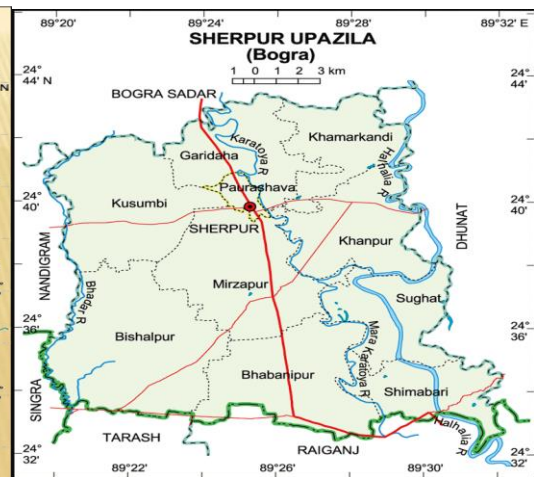 89°20'
89°24'
89°28'
89°32' E
SHERPUR UPAZILA
(Bogra)
1 0 1 2 3 km
24°
44' N
24°
44'
BOGRA SADAR
Karatoya R
Khamarkandi
Garidaha
Halhalia R
Paurashava
24°
40'
24°
40'
Kusumbi
SHERPUR
DHUNAT
Khanpur
NANDIGRAM
Mirzapur
Bhadar R
Sughat
24°
36'
24°
36'
Bishalpur
Mara Karatoya R
Bhabanipur
Shimabari
SINGRA
Halhalia R
TARASH
RAIGANJ
24°
32'
24°
32'
89°22'
89°26'
89°30'